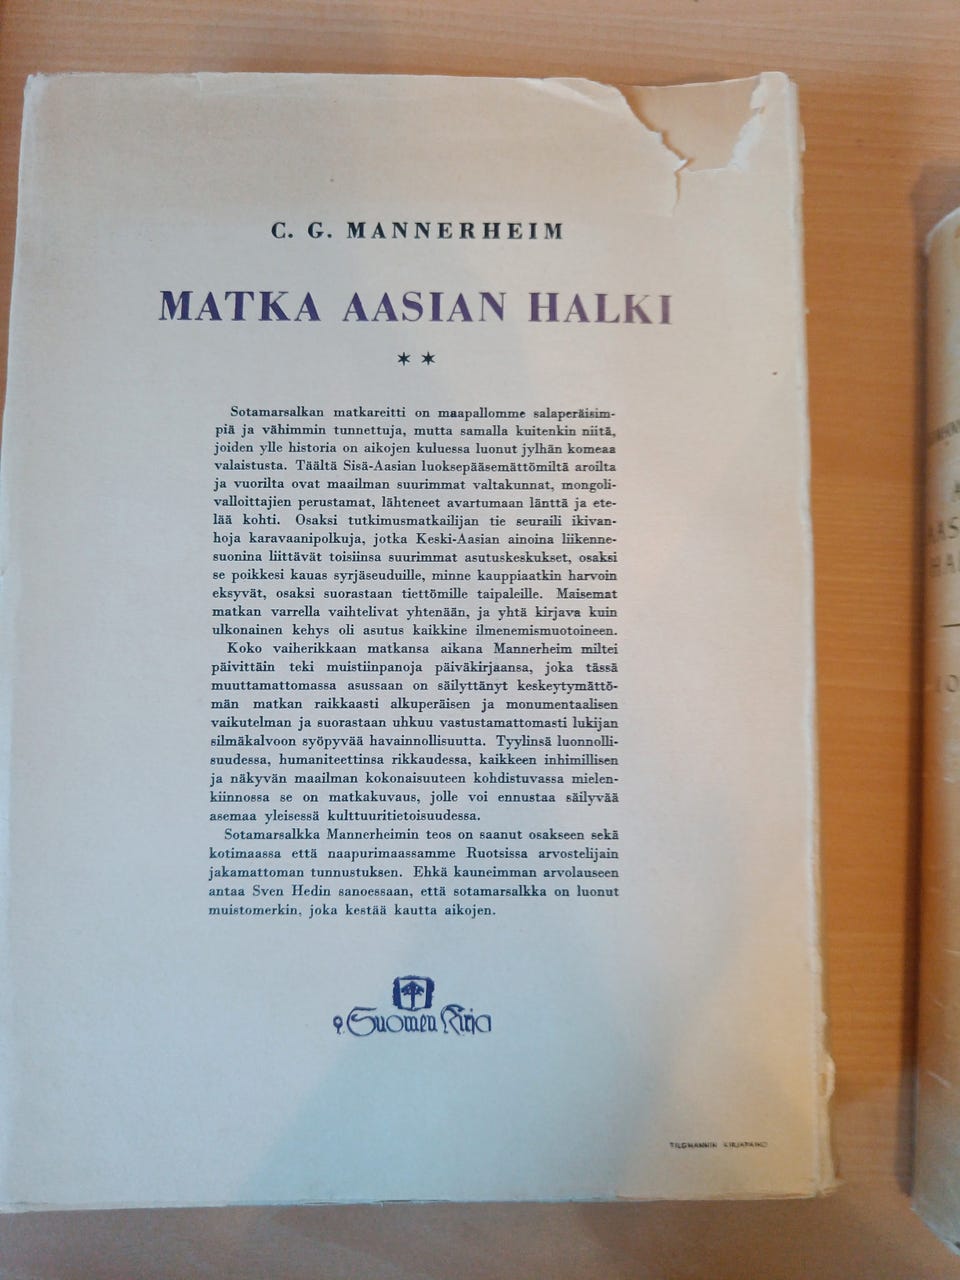 C. G. MANNERHEIM
MATKA AASIAN HALKI
✶ ✶
Sotamarsalkan matkareitti on maapallomme salaperäisim-
piä ja vähimmin tunnettuja, mutta samalla kuitenkin niitä,
joiden ylle historia on aikojen kuluessa luonut jylhän komeaa
valaistusta. Täältä Sisä-Aasian luoksepääsemättömiltä aroilta
ja vuorilta ovat maailman suurimmat valtakunnat, mongoli-
valloittajien perustamat, lähteneet avartumaan länttä ja ete-
lää kohti. Osaksi tutkimusmatkailijan tie seuraili ikivan-
hoja karavaanipolkuja, jotka Keski-Aasian ainoina liikenne-
suonina liittävät toisiinsa suurimmat asutuskeskukset, osaksi
se poikkesi kauas syrjäseuduille, minne kauppiaatkin harvoin
eksyvät, osaksi suorastaan tiettömille taipaleille. Maisemat
matkan varrella vaihtelivat yhtenään, ja yhtä kirjava kuin
ulkonainen kehys oli asutus kaikkine ilmenemismuotoineen.
Koko vaiherikkaan matkansa aikana Mannerheim miltei
päivittäin teki muistiinpanoja päiväkirjaansa, joka tässä
muuttamattomassa asussaan on säilyttänyt keskeytymättö-
män matkan raikkaasti alkuperäisen ja monumentaalisen
vaikutelman ja suorastaan uhkuu vastustamattomasti lukijan
silmäkalvoon syöpyvää havainnollisuutta. Tyylinsä luonnolli-
suudessa, humaniteettinsa rikkaudessa, kaikkeen inhimillisen
ja näkyvän maailman kokonaisuuteen kohdistuvassa mielen-
kiinnossa se on matkakuvaus, jolle voi ennustaa säilyvää
asemaa yleisessä kulttuuritietoisuudessa.
Sotamarsalkka Mannerheimin teos on saanut osakseen sekä
kotimaassa että naapurimaassamme Ruotsissa arvostelijain
jakamattoman tunnustuksen. Ehkä kauneimman arvolauseen
antaa Sven Hedin sanoessaan, että sotamarsalkka on luonut
muistomerkin, joka kestää kautta aikojen.
Suomen Kirja
TILGMANNIN KIRJAPAINO